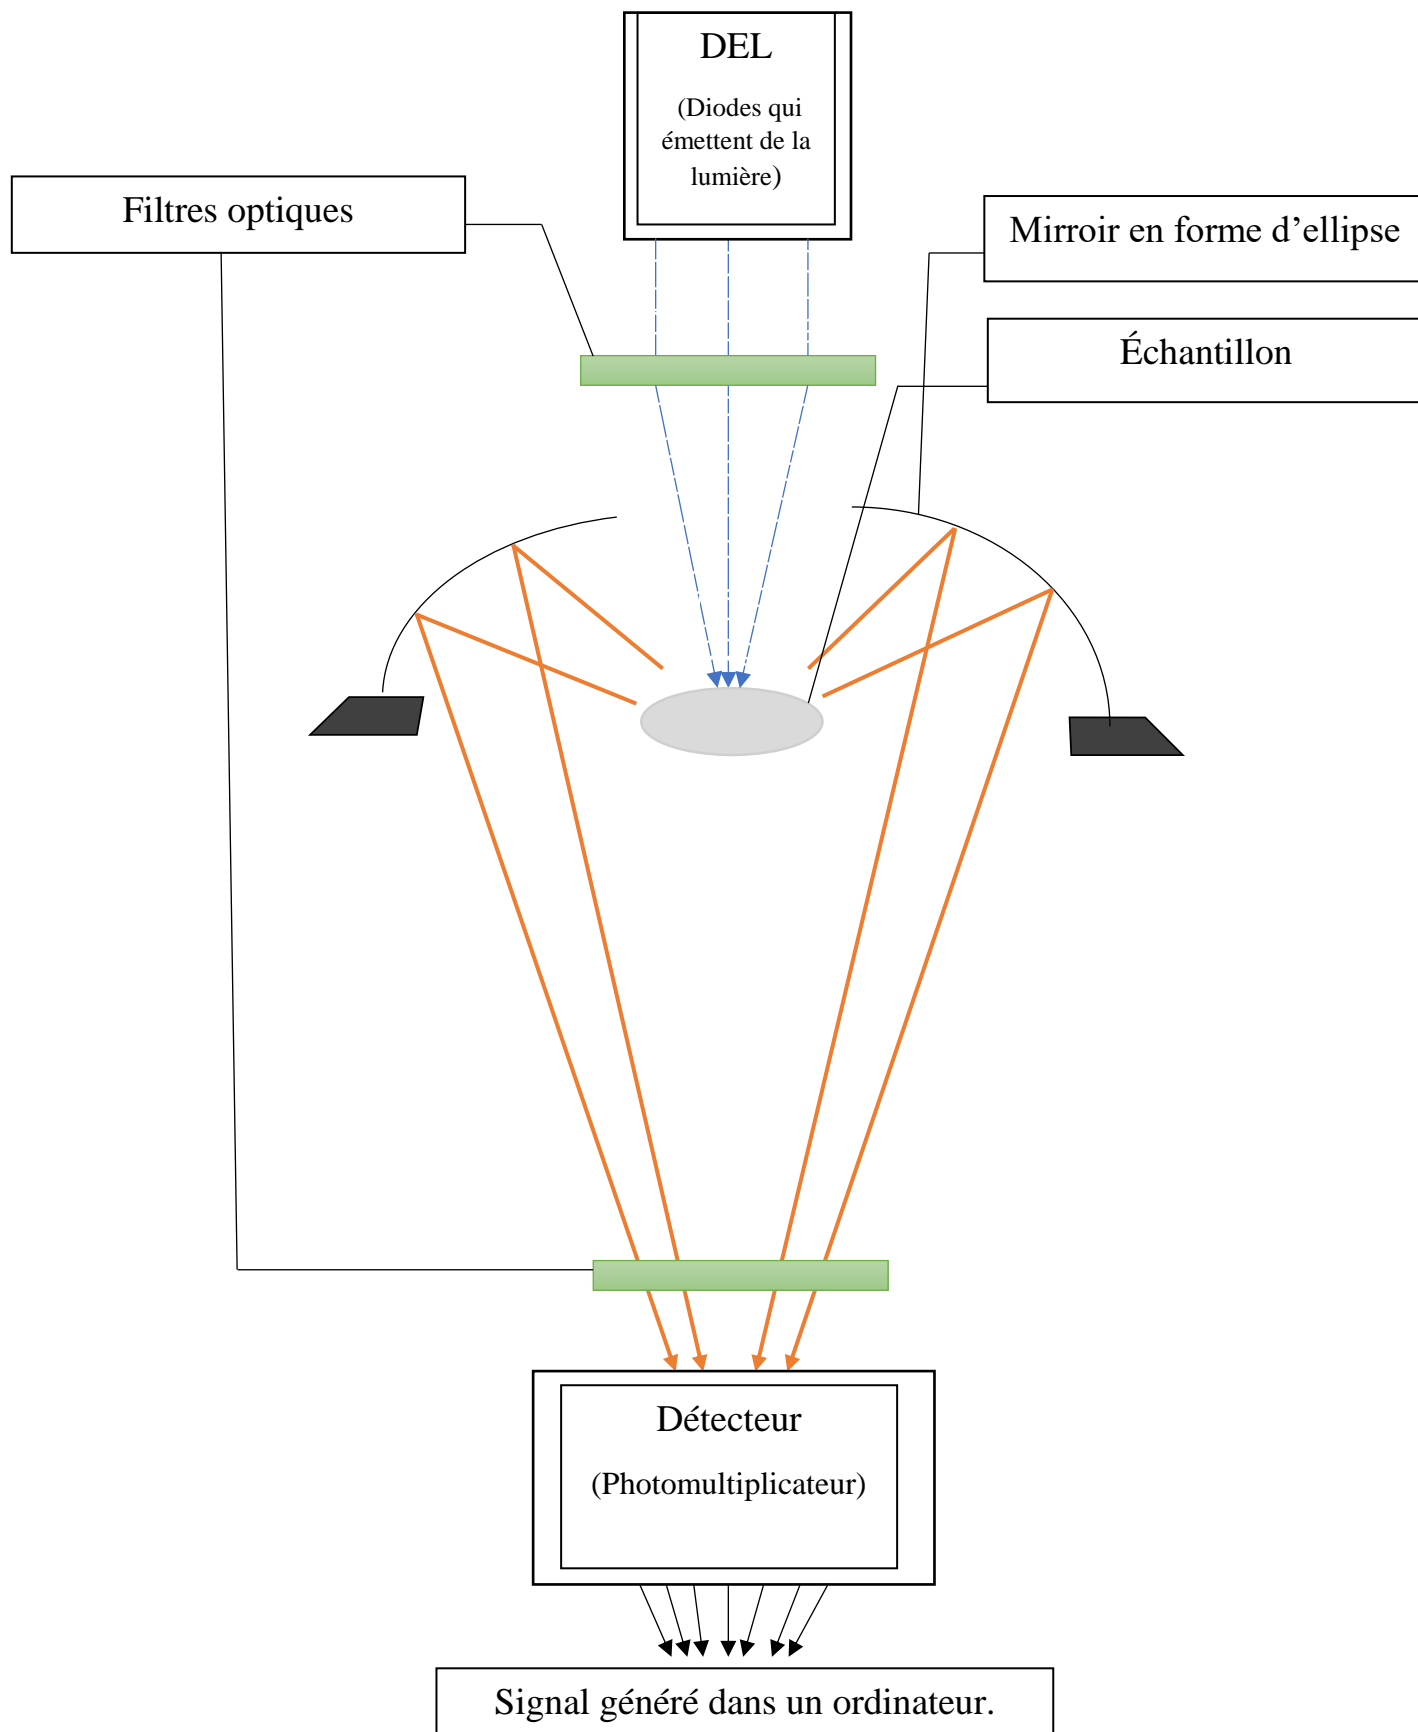 DEL
(Diodes qui
émettent de la
lumière)
Filtres optiques
Mirroir en forme d’ellipse
Échantillon
Détecteur
(Photomultiplicateur)
Signal généré dans un ordinateur.